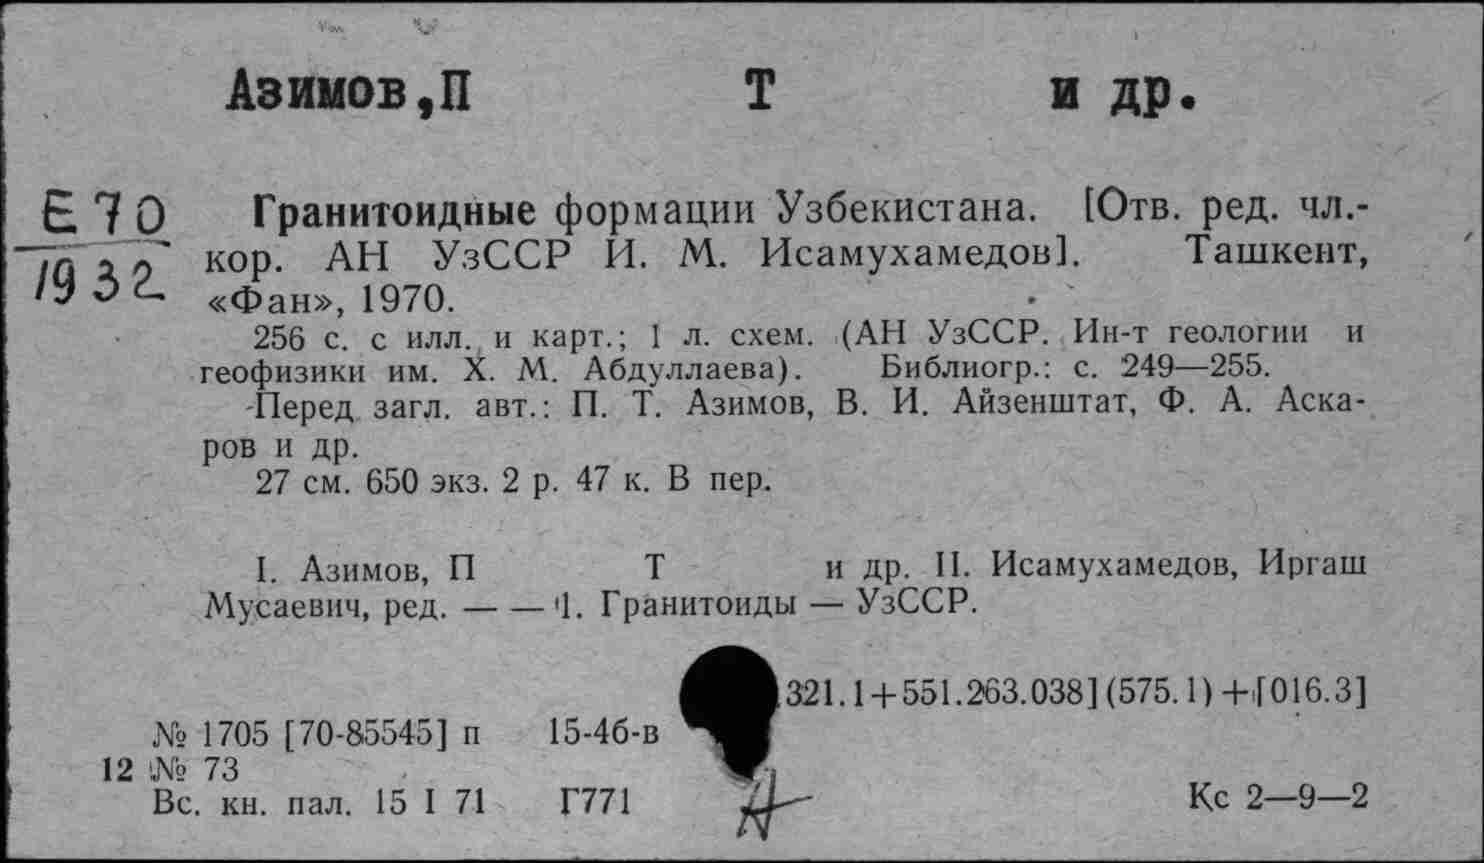 Азимов,П Т и др.
Е70
1932
Гранитоидные формации Узбекистана. [Отв. ред. чл.-
кор. АН УзССР И. М. Исамухамедов]. Ташкент,
«Фан», 1970.
256 с. с илл. и карт.; 1 л. схем. (АН УзССР. Ин-т геологии и
геофизики им. Х. М. Абдуллаева). Библиогр.: с. 249—255.
Перед загл. авт.: П. Т. Азимов, В. И. Айзенштат, Ф. А. Аска-
ров и др.
27 см. 650 экз. 2 р. 47 к. В пер.
I. Азимов, П Т и др. II. Исамухамедов, Иргаш
Мусаевич, ред. — — 1. Гранитоиды — УзССР.
321.1+551.263.038](575.1)+[016.3]
№ 1705 [70-85545] п 15-4б-в
12 № 73
Вс. кн. пал. 15 I 71 Г771 Кс 2—9—2